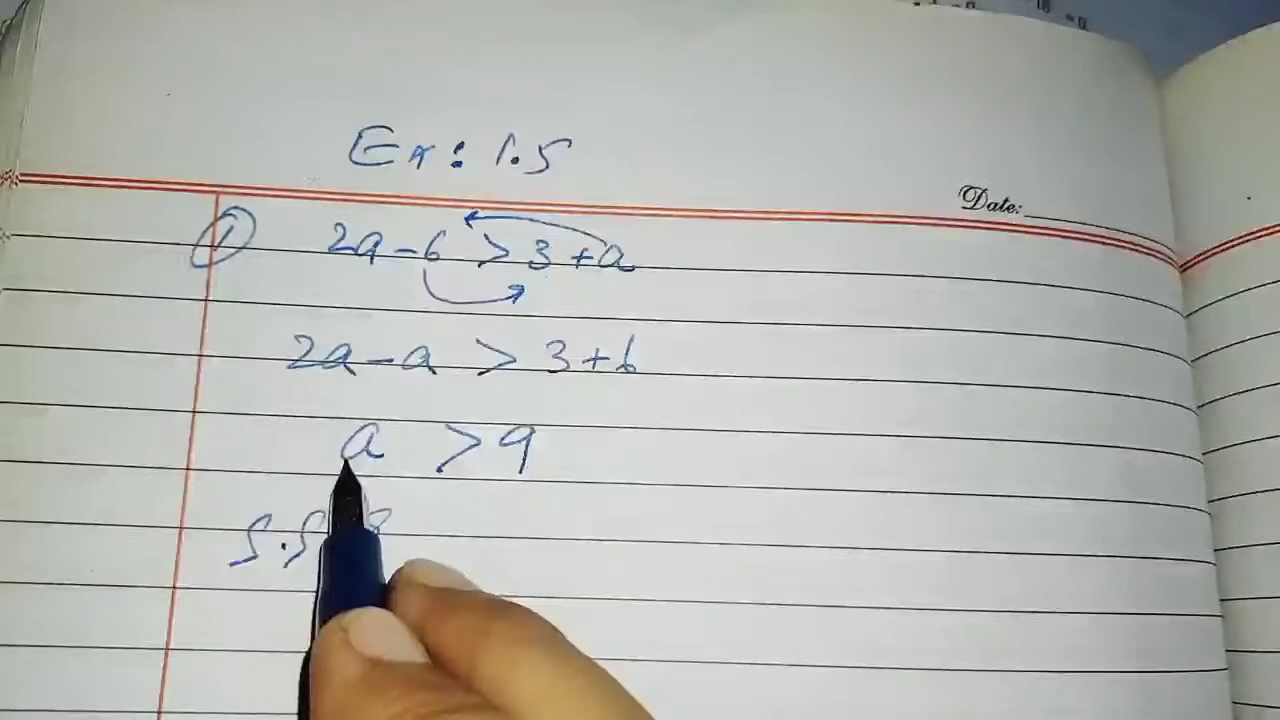 Ex: 1.5
Date:
① 2a - 6 > 3 + a
2a - a > 3 + 6
a > 9
S.S